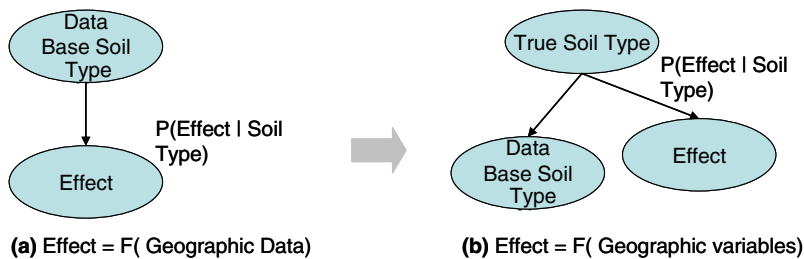 Data
Base Soil
Type
P(Effect | Soil
Type)
Effect
(a) Effect = F( Geographic Data)
True Soil Type
P(Effect | Soil
Type)
Data
Base Soil
Type
Effect
(b) Effect = F( Geographic variables)